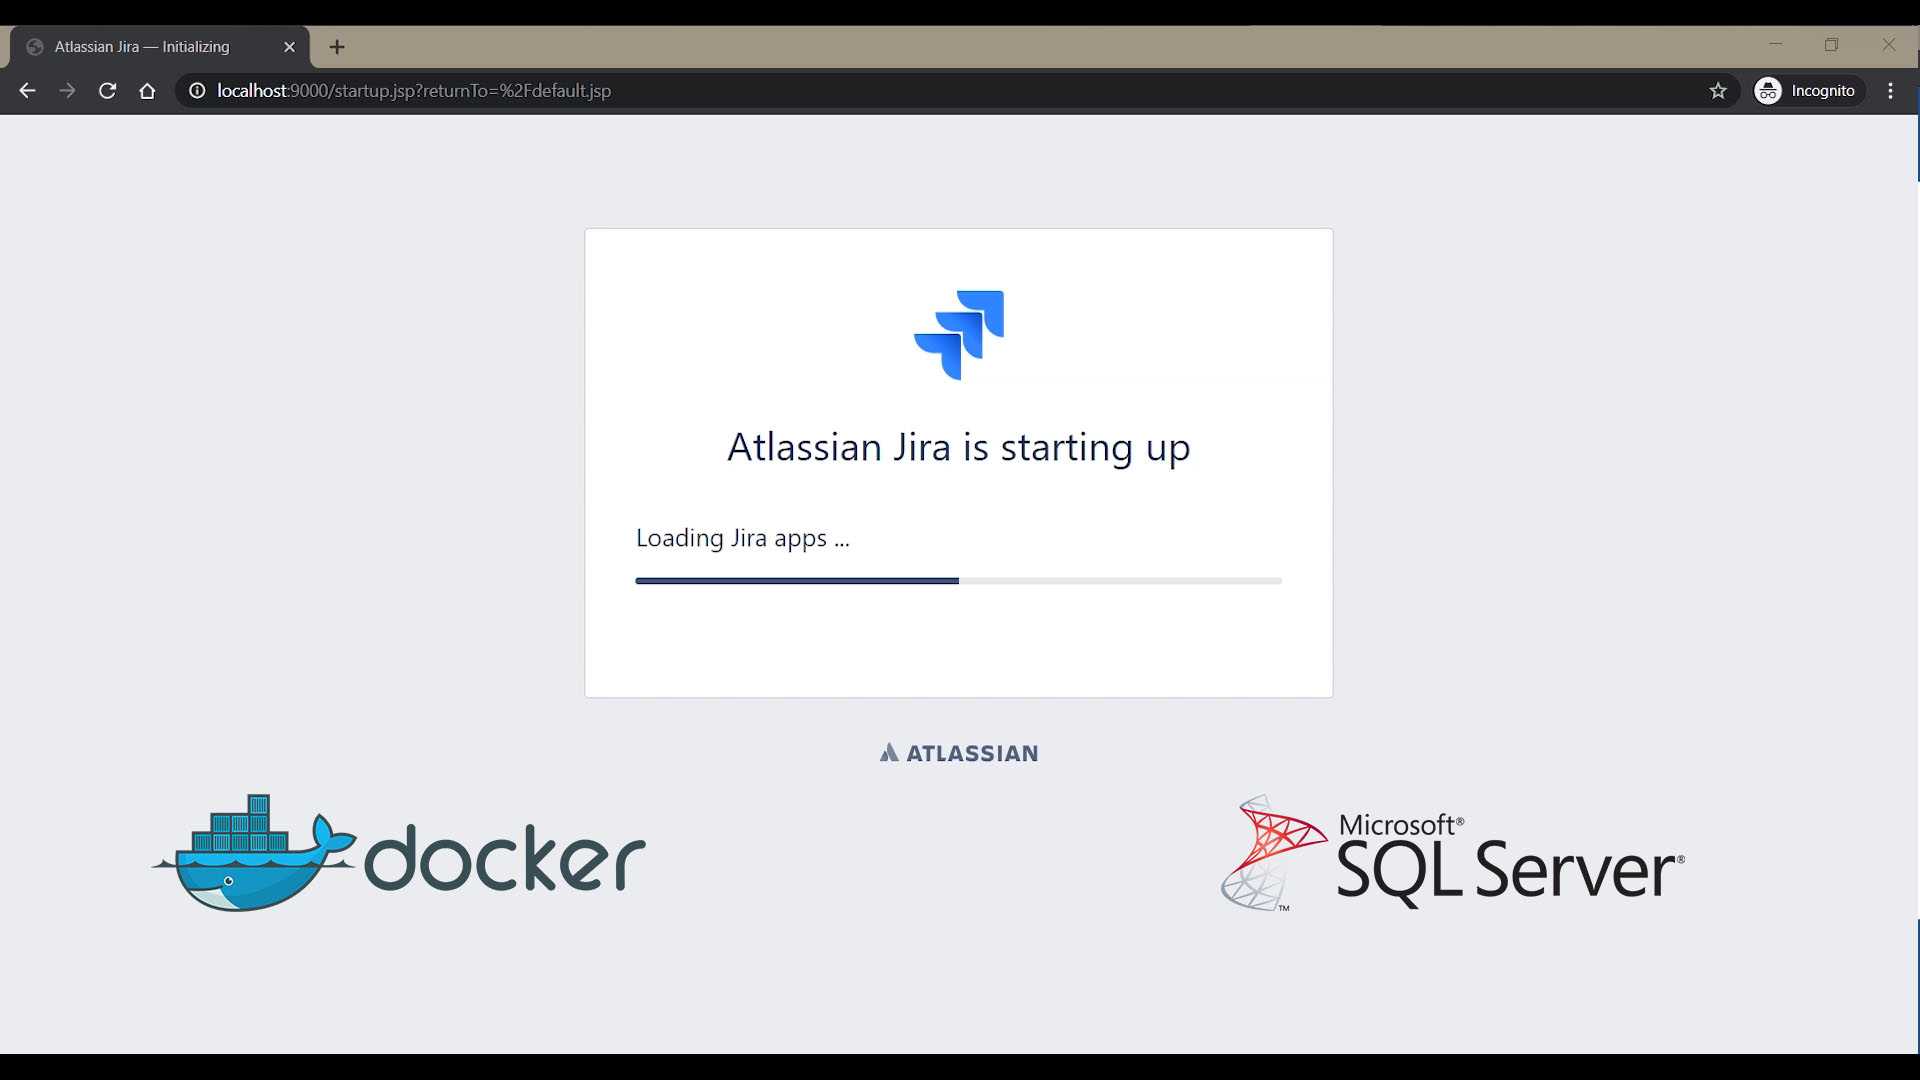 Atlassian Jira — Initializing
localhost:9000/startup.jsp?returnTo=%2Fdefault.jsp
Incognito
Atlassian Jira is starting up
Loading Jira apps ...
ATLASSIAN
docker
Microsoft®
SQL Server®
TM